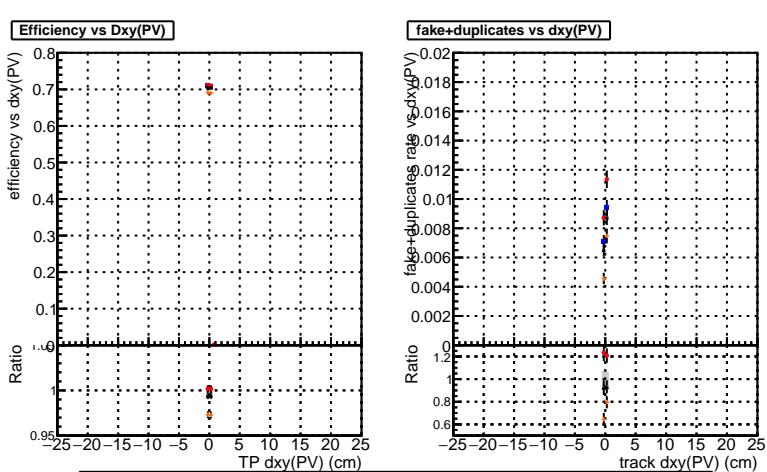 Efficiency vs Dxy(PV)
efficiency vs dxy(PV)
0.8
0.7
0.6
0.5
0.4
0.3
0.2
0.1
0
Ratio
1
0.95
−25 −20 −15 −10 −5 0 5 10 15 20 25
TP dxy(PV) (cm)
fake+duplicates vs dxy(PV)
fake+duplicates rate vs dxy(PV)
0.02
0.018
0.016
0.014
0.012
0.01
0.008
0.006
0.004
0.002
0
Ratio
1.2
1
0.8
0.6
−25 −20 −15 −10 −5 0 5 10 15 20 25
track dxy(PV) (cm)